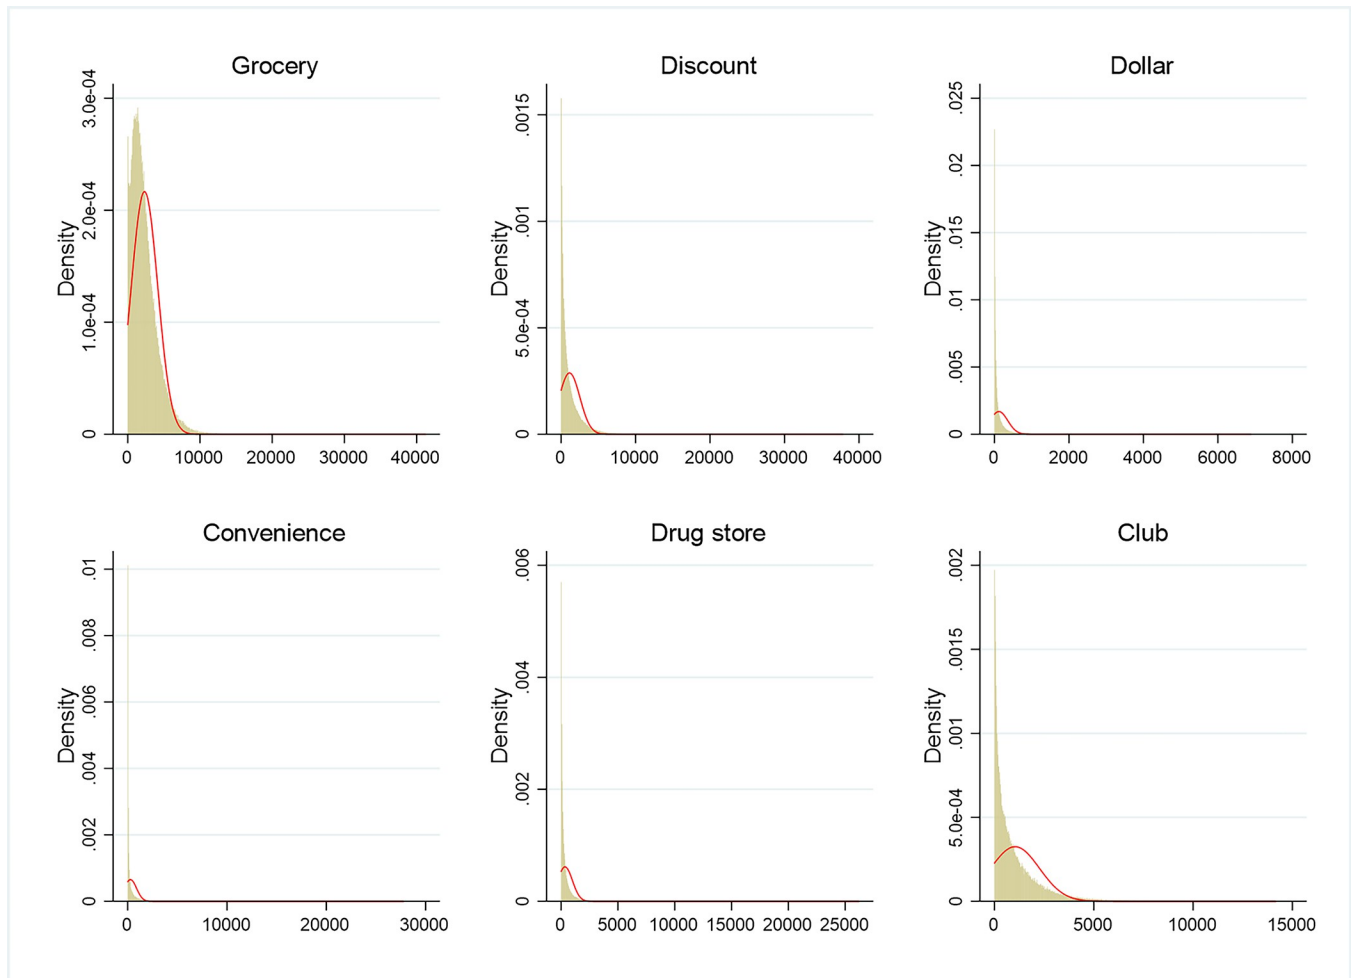 Grocery
Density
3.0e-04
2.0e-04
1.0e-04
0
0 10000 20000 30000 40000
Discount
Density
.0015
.001
5.0e-04
0
0 10000 20000 30000 40000
Dollar
Density
.025
.02
.015
.01
.005
0
0 2000 4000 6000 8000
Convenience
Density
.01
.008
.006
.004
.002
0
0 10000 20000 30000
Drug store
Density
.006
.004
.002
0
0 5000 10000 15000 20000 25000
Club
Density
.002
.0015
.001
5.0e-04
0
0 5000 10000 15000